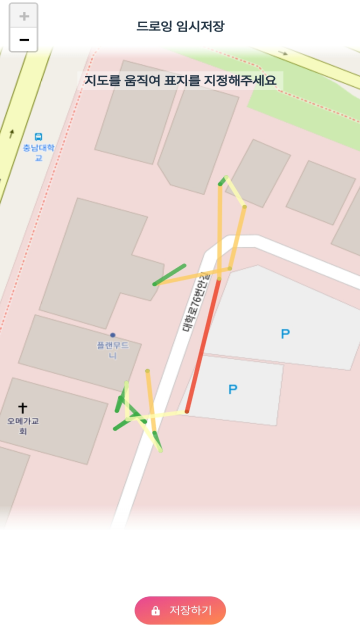 +
드로잉 임시저장
−
지도를 움직여 표지를 지정해주세요
충남대학
교
대학로76번안길
P
플랜무드
니
P
오메가교
회
저장하기